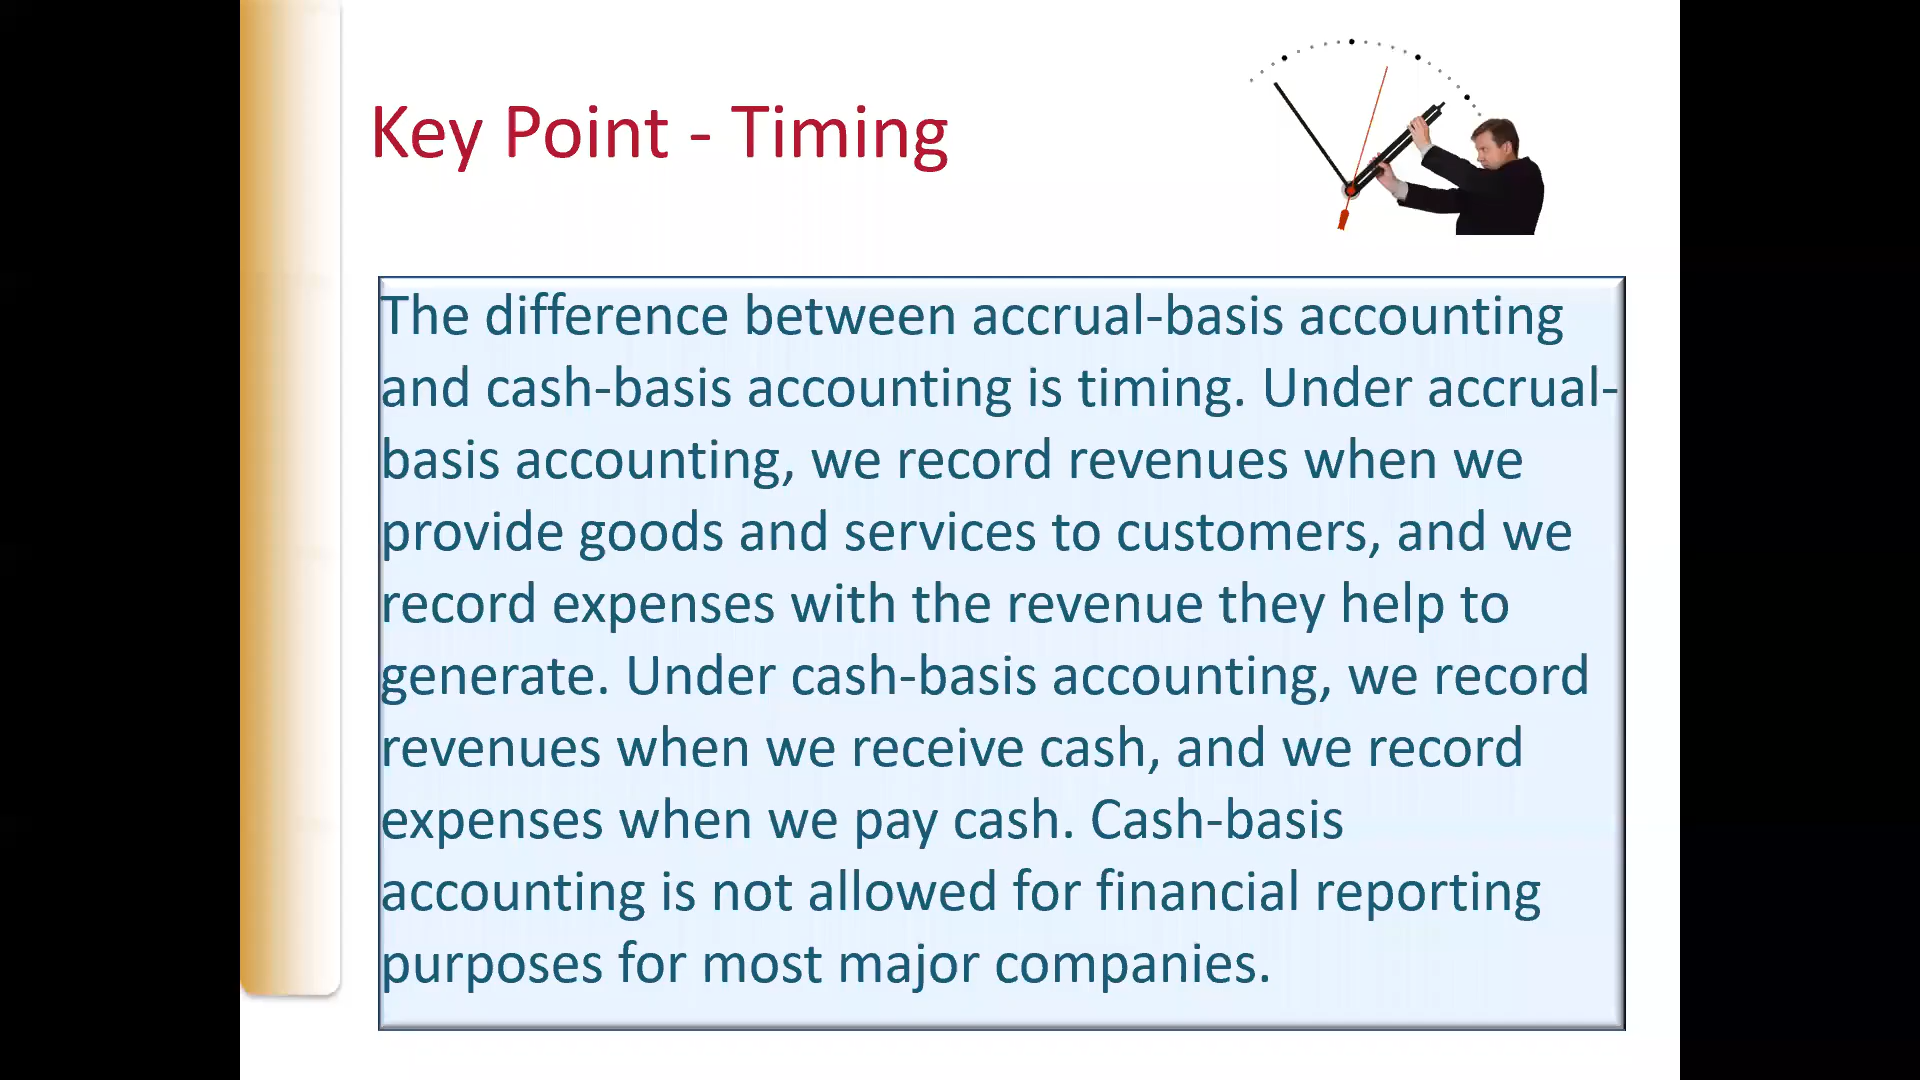 Key Point - Timing
The difference between accrual-basis accounting
and cash-basis accounting is timing. Under accrual-
basis accounting, we record revenues when we
provide goods and services to customers, and we
record expenses with the revenue they help to
generate. Under cash-basis accounting, we record
revenues when we receive cash, and we record
expenses when we pay cash. Cash-basis
accounting is not allowed for financial reporting
purposes for most major companies.